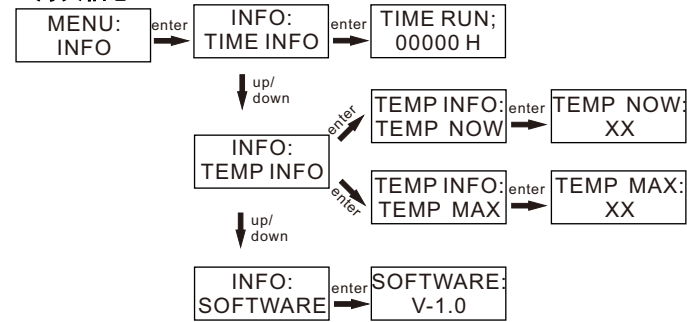 MENU:
INFO
enter
INFO:
TIME INFO
enter
TIME RUN;
00000 H
up/
down
INFO:
TEMP INFO
enter
TEMP INFO:
TEMP NOW
enter
TEMP NOW:
XX
enter
TEMP INFO:
TEMP MAX
enter
TEMP MAX:
XX
up/
down
INFO:
SOFTWARE
enter
SOFTWARE:
V-1.0